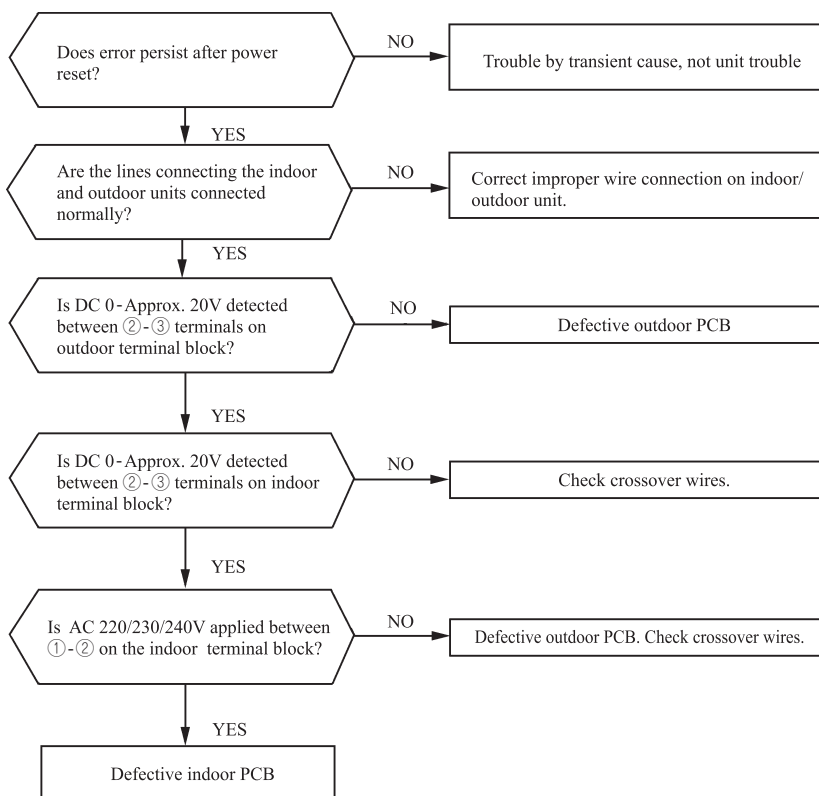 Does error persist after power
reset?
NO
Trouble by transient cause, not unit trouble
YES
Are the lines connecting the indoor
and outdoor units connected
normally?
NO
Correct improper wire connection on indoor/
outdoor unit.
YES
Is DC 0-Approx. 20V detected
between ②-③ terminals on
outdoor terminal block?
NO
Defective outdoor PCB
YES
Is DC 0-Approx. 20V detected
between ②-③ terminals on indoor
terminal block?
NO
Check crossover wires.
YES
Is AC 220/230/240V applied between
①-② on the indoor terminal block?
NO
Defective outdoor PCB. Check crossover wires.
YES
Defective indoor PCB